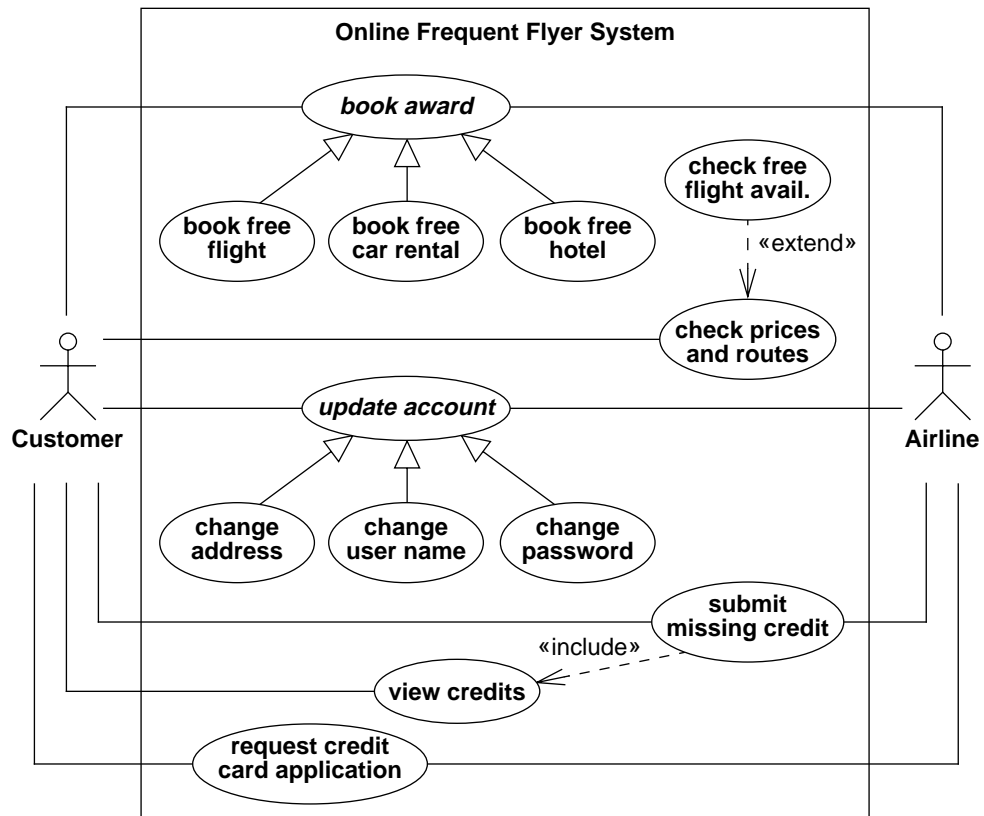 Online Frequent Flyer System
book award
check free
flight avail.
book free
flight
book free
car rental
book free
hotel
«extend»
check prices
and routes
update account
Customer
Airline
change
address
change
user name
change
password
submit
missing credit
«include»
view credits
request credit
card application